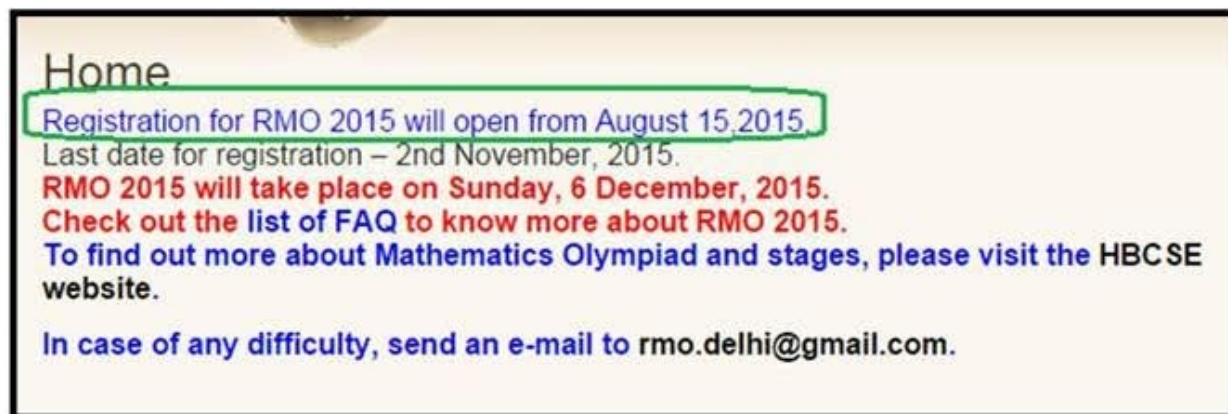 Home
Registration for RMO 2015 will open from August 15,2015.
Last date for registration – 2nd November, 2015.
RMO 2015 will take place on Sunday, 6 December, 2015.
Check out the list of FAQ to know more about RMO 2015.
To find out more about Mathematics Olympiad and stages, please visit the HBCSE
website.
In case of any difficulty, send an e-mail to rmo.delhi@gmail.com.